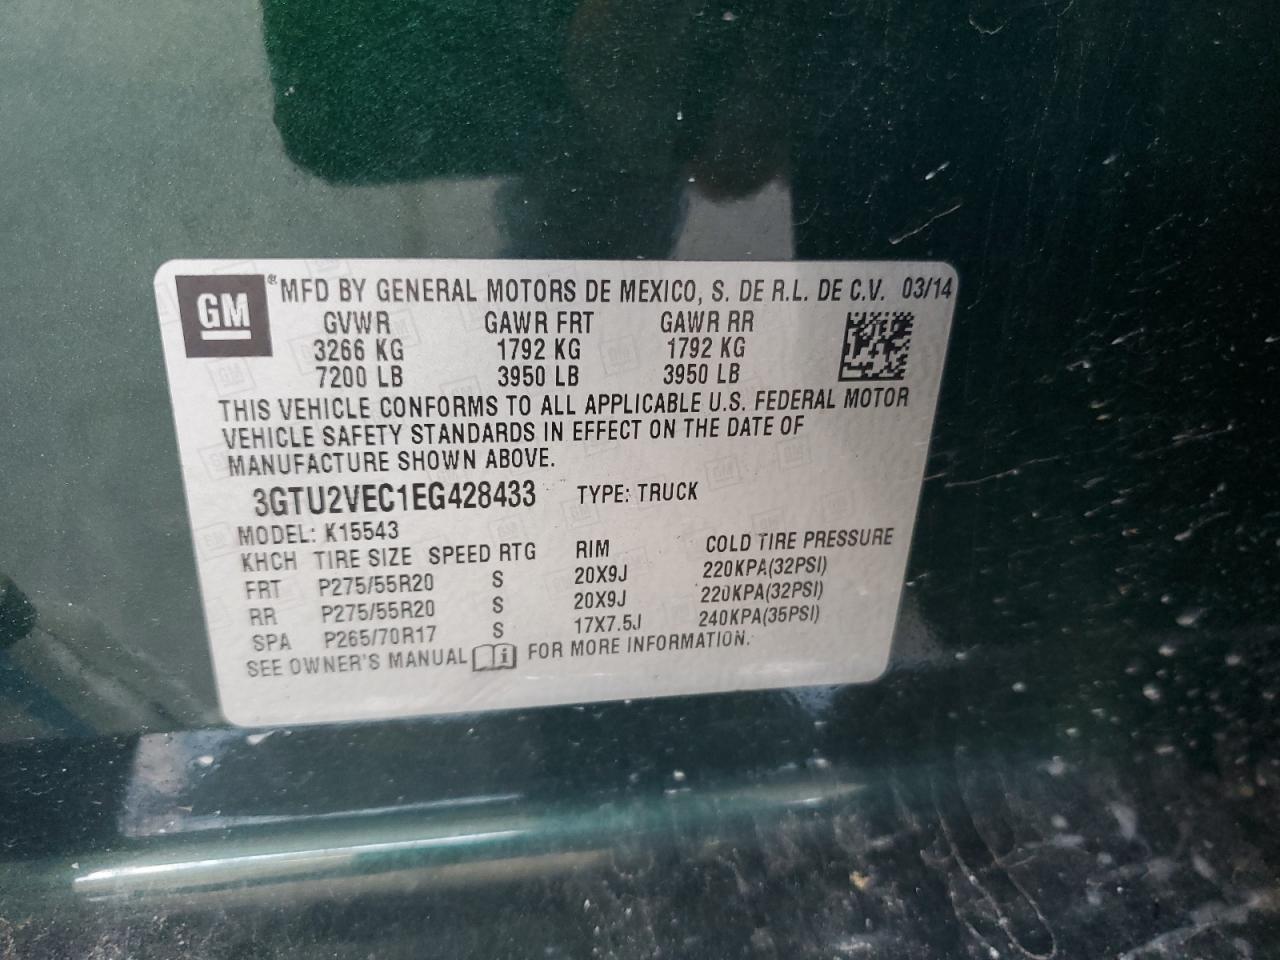 GM ® MFD BY GENERAL MOTORS DE MEXICO, S. DE R.L. DE C.V. 03/14
GVWR GAWR FRT GAWR RR
3266 KG 1792 KG 1792 KG
7200 LB 3950 LB 3950 LB
THIS VEHICLE CONFORMS TO ALL APPLICABLE U.S. FEDERAL MOTOR
VEHICLE SAFETY STANDARDS IN EFFECT ON THE DATE OF
MANUFACTURE SHOWN ABOVE.
3GTU2VEC1EG428433 TYPE: TRUCK
MODEL: K15543
KHCH TIRE SIZE SPEED RTG RIM COLD TIRE PRESSURE
FRT P275/55R20 S 20X9J 220KPA(32PSI)
RR P275/55R20 S 20X9J 220KPA(32PSI)
SPA P265/70R17 S 17X7.5J 240KPA(35PSI)
SEE OWNER'S MANUAL i FOR MORE INFORMATION.